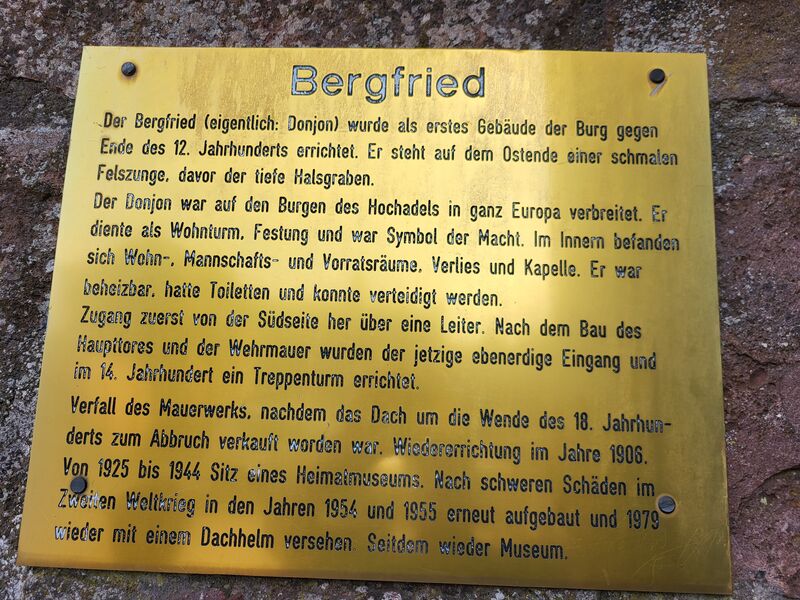 Bergfried
Der Bergfried (eigentlich: Donjon) wurde als erstes Gebäude der Burg gegen
Ende des 12. Jahrhunderts errichtet. Er steht auf dem Ostende einer schmalen
Felszunge, davor der tiefe Halsgraben.
Der Donjon war auf den Burgen des Hochadels in ganz Europa verbreitet. Er
diente als Wohnturm, Festung und war Symbol der Macht. Im Innern befanden
sich Wohn-, Mannschafts- und Vorratsräume, Verlies und Kapelle. Er war
beheizbar, hatte Toiletten und konnte verteidigt werden.
Zugang zuerst von der Südseite her über eine Leiter. Nach dem Bau des
Haupttores und der Wehrmauer wurden der jetzige ebenerdige Eingang und
im 14. Jahrhundert ein Treppenturm errichtet.
Verfall des Mauerwerks, nachdem das Dach um die Wende des 18. Jahrhun-
derts zum Abbruch verkauft worden war. Wiedererrichtung im Jahre 1906.
Von 1925 bis 1944 Sitz eines Heimatmuseums. Nach schweren Schäden im
Zweiten Weltkrieg in den Jahren 1954 und 1955 erneut aufgebaut und 1979
wieder mit einem Dachhelm versehen. Seitdem wieder Museum.